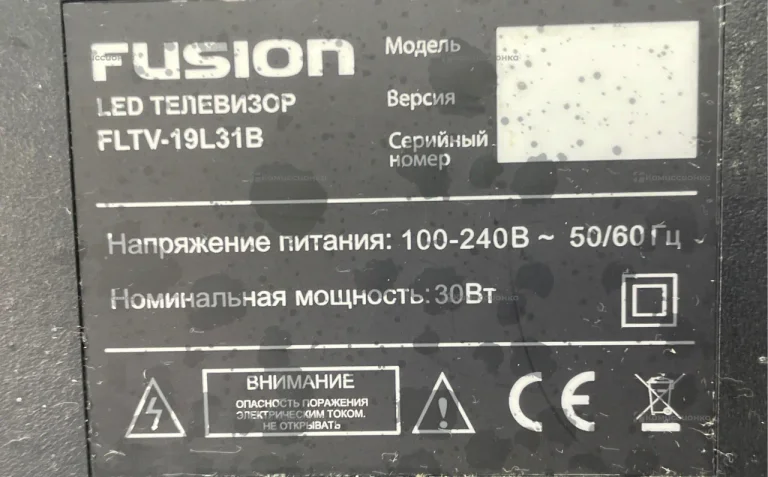 FUSION
LED ТЕЛЕВИЗОР
FLTV-19L31B
Модель
Версия
Серийный
номер
Напряжение питания: 100-240В ~ 50/60 Гц
Номинальная мощность: 30Вт
ВНИМАНИЕ
ОПАСНОСТЬ ПОРАЖЕНИЯ
ЭЛЕКТРИЧЕСКИМ ТОКОМ.
НЕ ОТКРЫВАТЬ
CE